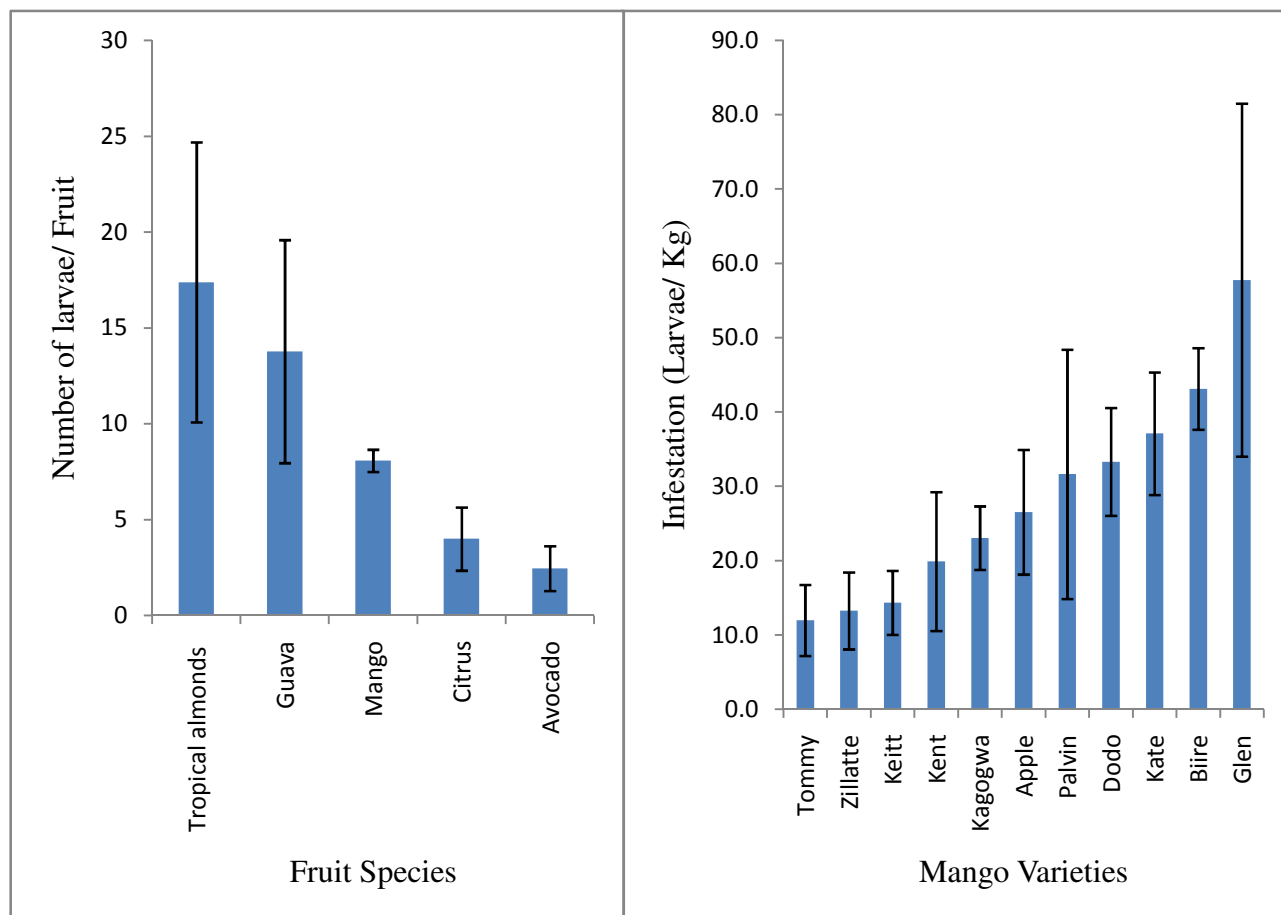 30
25
20
15
10
5
0
Number of larvae/ Fruit
Tropical almonds
Guava
Mango
Citrus
Avocado
Fruit Species
90.0
80.0
70.0
60.0
50.0
40.0
30.0
20.0
10.0
0.0
Infestation (Larvae/ Kg)
Tommy
Zillatte
Keitt
Kent
Kagogwa
Apple
Palvin
Dodo
Kate
Biire
Glen
Mango Varieties